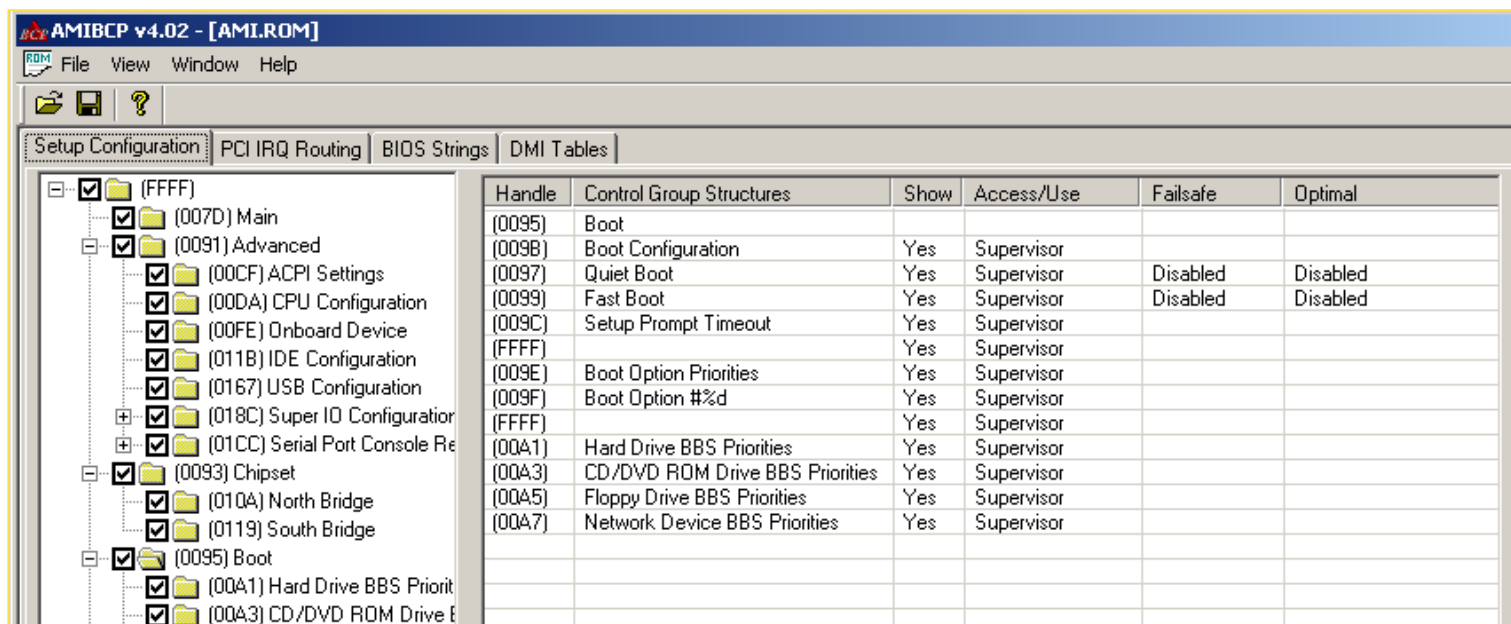 AMIBCP v4.02 - [AMI.ROM]
File View Window Help
Setup Configuration PCI IRQ Routing BIOS Strings DMI Tables
(FFFF)
(007D) Main
(0091) Advanced
(00CF) ACPI Settings
(00DA) CPU Configuration
(00FE) Onboard Device
(011B) IDE Configuration
(0167) USB Configuration
(018C) Super IO Configuration
(01CC) Serial Port Console Re
(0093) Chipset
(010A) North Bridge
(0119) South Bridge
(0095) Boot
(00A1) Hard Drive BBS Priorit
(00A3) CD/DVD ROM Drive B
Handle Control Group Structures Show Access/Use Failsafe Optimal
(0095) Boot
(009B) Boot Configuration Yes Supervisor
(0097) Quiet Boot Yes Supervisor Disabled Disabled
(0099) Fast Boot Yes Supervisor Disabled Disabled
(009C) Setup Prompt Timeout Yes Supervisor
(FFFF) Yes Supervisor
(009E) Boot Option Priorities Yes Supervisor
(009F) Boot Option #%d Yes Supervisor
(FFFF) Yes Supervisor
(00A1) Hard Drive BBS Priorities Yes Supervisor
(00A3) CD/DVD ROM Drive BBS Priorities Yes Supervisor
(00A5) Floppy Drive BBS Priorities Yes Supervisor
(00A7) Network Device BBS Priorities Yes Supervisor